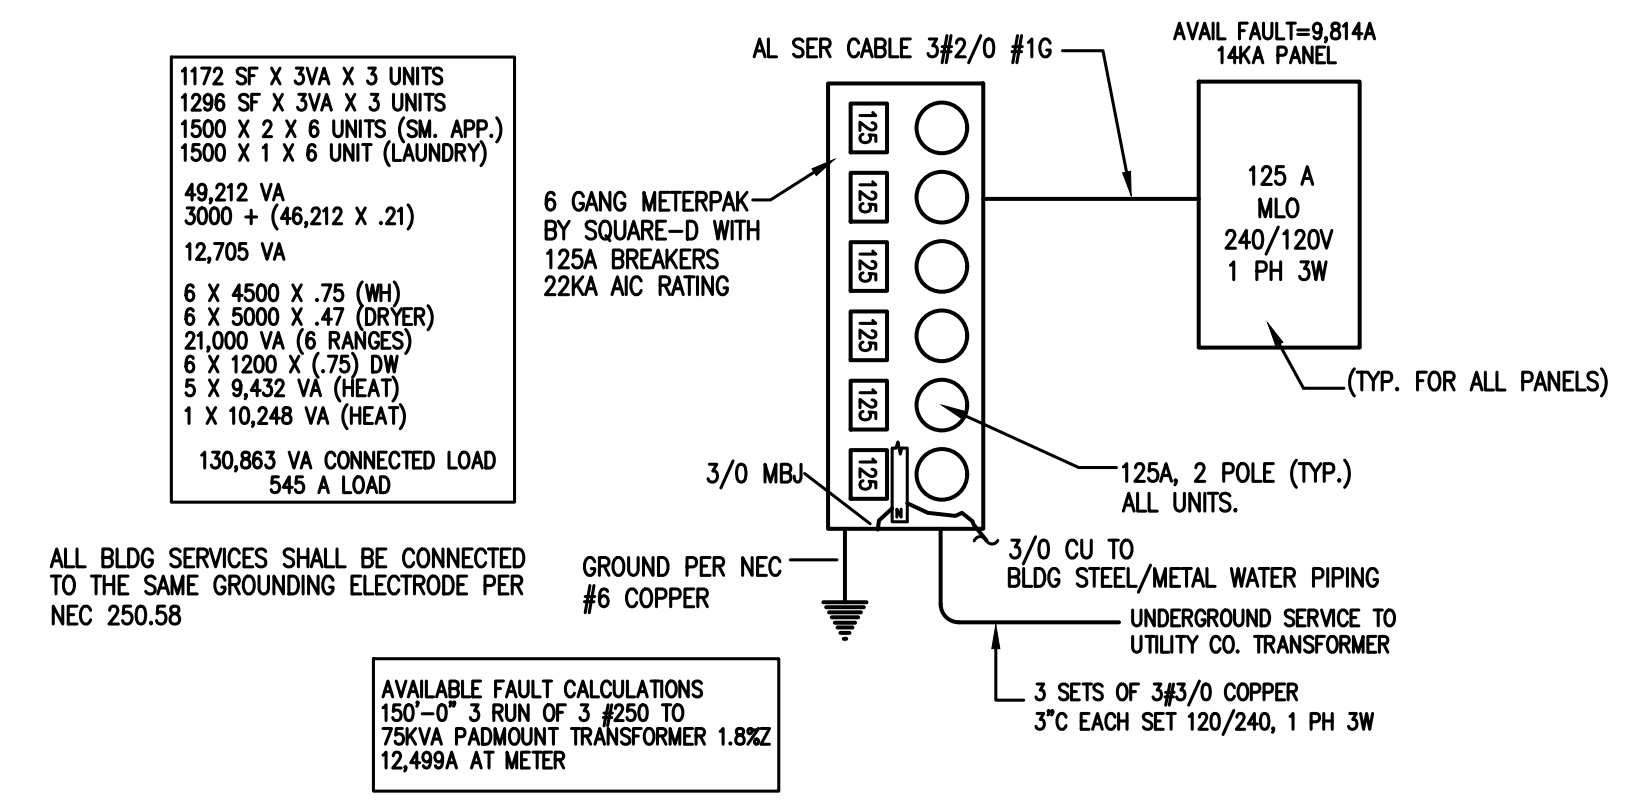 1172 SF X 3VA X 3 UNITS
1296 SF X 3VA X 3 UNITS
1500 X 2 X 6 UNITS (SM. APP.)
1500 X 1 X 6 UNIT (LAUNDRY)
49,212 VA
3000 + (46,212 X .21)
12,705 VA
6 X 4500 X .75 (WH)
6 X 5000 X .47 (DRYER)
21,000 VA (6 RANGES)
6 X 1200 X (.75) DW
5 X 9,432 VA (HEAT)
1 X 10,248 VA (HEAT)
130,863 VA CONNECTED LOAD
545 A LOAD
ALL BLDG SERVICES SHALL BE CONNECTED
TO THE SAME GROUNDING ELECTRODE PER
NEC 250.58
AL SER CABLE 3#2/0 #1G
AVAIL FAULT=9,814A
14KA PANEL
125
125
125
125
125
125
N
6 GANG METERPAK
BY SQUARE-D WITH
125A BREAKERS
22KA AIC RATING
125 A
MLO
240/120V
1 PH 3W
(TYP. FOR ALL PANELS)
3/0 MBJ
125A, 2 POLE (TYP.)
ALL UNITS.
GROUND PER NEC
#6 COPPER
3/0 CU TO
BLDG STEEL/METAL WATER PIPING
UNDERGROUND SERVICE TO
UTILITY CO. TRANSFORMER
3 SETS OF 3#3/0 COPPER
3"C EACH SET 120/240, 1 PH 3W
AVAILABLE FAULT CALCULATIONS
150'-0" 3 RUN OF 3 #250 TO
75KVA PADMOUNT TRANSFORMER 1.8%Z
12,499A AT METER